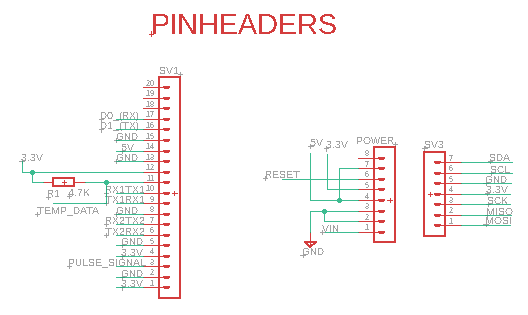 PINHEADERS
SV1
20
19
18
D0_(RX) 17
D1_(TX) 16
GND 15
5V 14
GND 13
3.3V 12
11
R1 4.7K
RX1TX1 10
TX1RX1 9
TEMP_DATA
GND 8
RX2TX2 7
TX2RX2 6
GND 5
3.3V 4
PULSE_SIGNAL 3
GND 2
3.3V 1
POWER
5V 3.3V
8
7
RESET 6
5
4
3
2
VIN 1
GND
SV3
7 SDA
6 SCL
5 GND
4 3.3V
3 SCK
2 MISO
1 MOSI